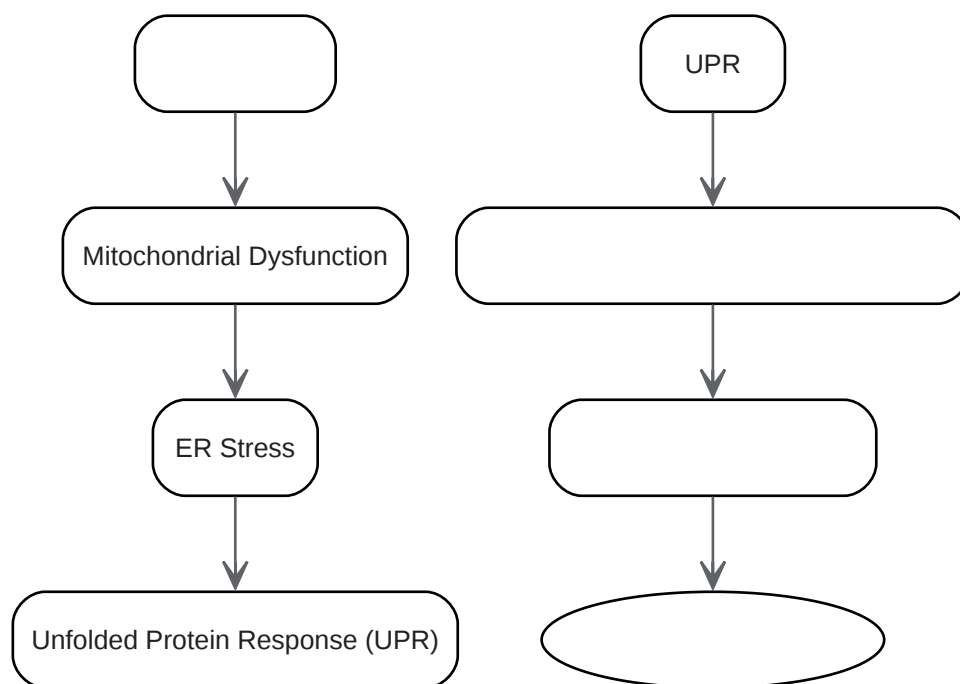 UPR
Mitochondrial Dysfunction
ER Stress
Unfolded Protein Response (UPR)